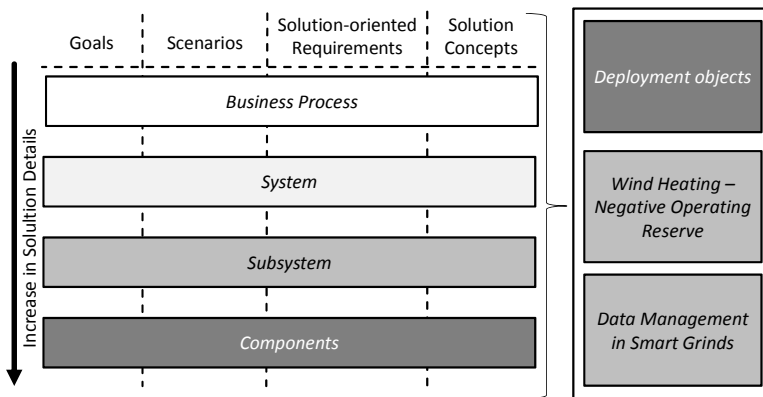 Goals
Scenarios
Solution-oriented
Requirements
Solution
Concepts
Increase in Solultion Details
Business Process
System
Subsystem
Components
Deployment objects
Wind Heating –
Negative Operating
Reserve
Data Management
in Smart Grinds